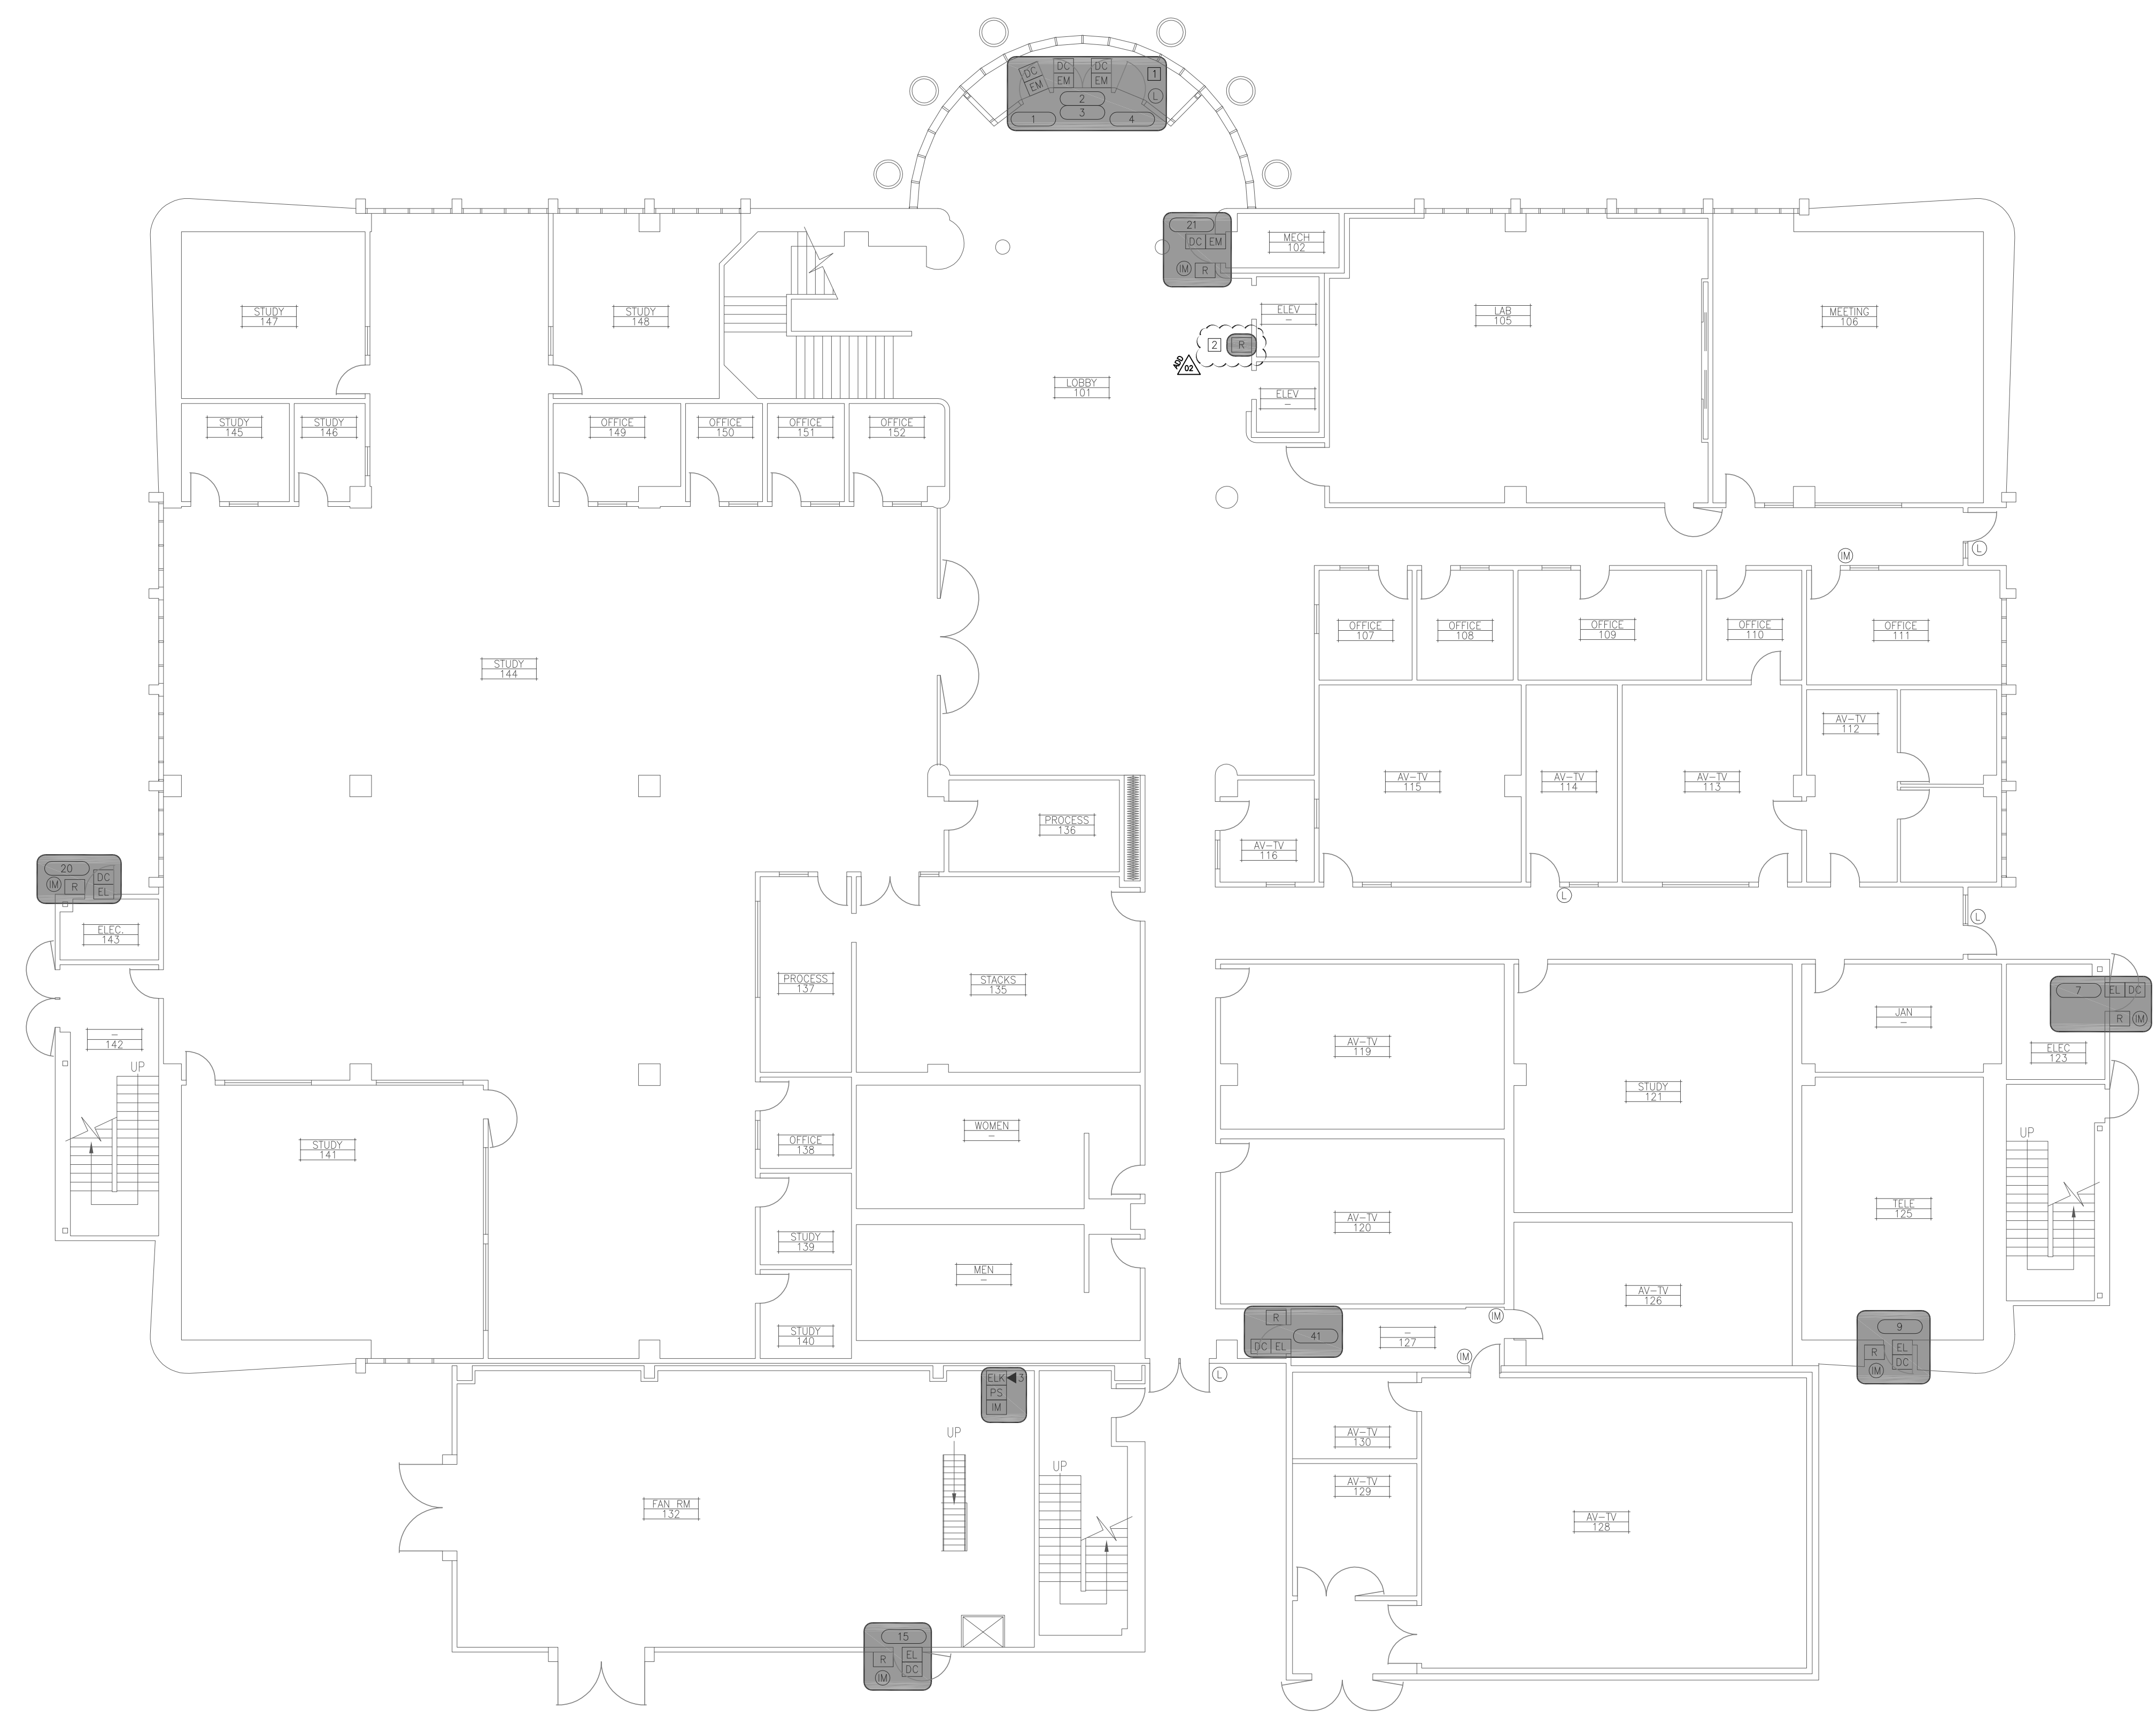 DC
EM
DC
EM
DC
EM
1
L
2
3
1
4
21
DC EM
IM R
MECH
102
STUDY
147
STUDY
148
ELEV
-
LAB
105
MEETING
106
2 R
ADD
02
LOBBY
101
ELEV
-
STUDY
145
STUDY
146
OFFICE
149
OFFICE
150
OFFICE
151
OFFICE
152
IM
L
OFFICE
107
OFFICE
108
OFFICE
109
OFFICE
110
OFFICE
111
STUDY
144
AV-TV
112
AV-TV
115
AV-TV
114
AV-TV
113
PROCESS
136
AV-TV
116
20
IM R DC
EL
L
L
ELEC.
143
PROCESS
137
STACKS
135
7 EL DC
R IM
JAN
-
-
142
UP
AV-TV
119
ELEC
123
STUDY
121
STUDY
141
OFFICE
138
WOMEN
-
UP
TELE
125
AV-TV
120
STUDY
139
MEN
-
AV-TV
126
R
41
DC EL
IM
-
127
IM
9
R EL
IM DC
STUDY
140
ELK 3
PS
IM
L
UP
AV-TV
130
UP
AV-TV
129
FAN RM
132
AV-TV
128
15
R EL
IM DC